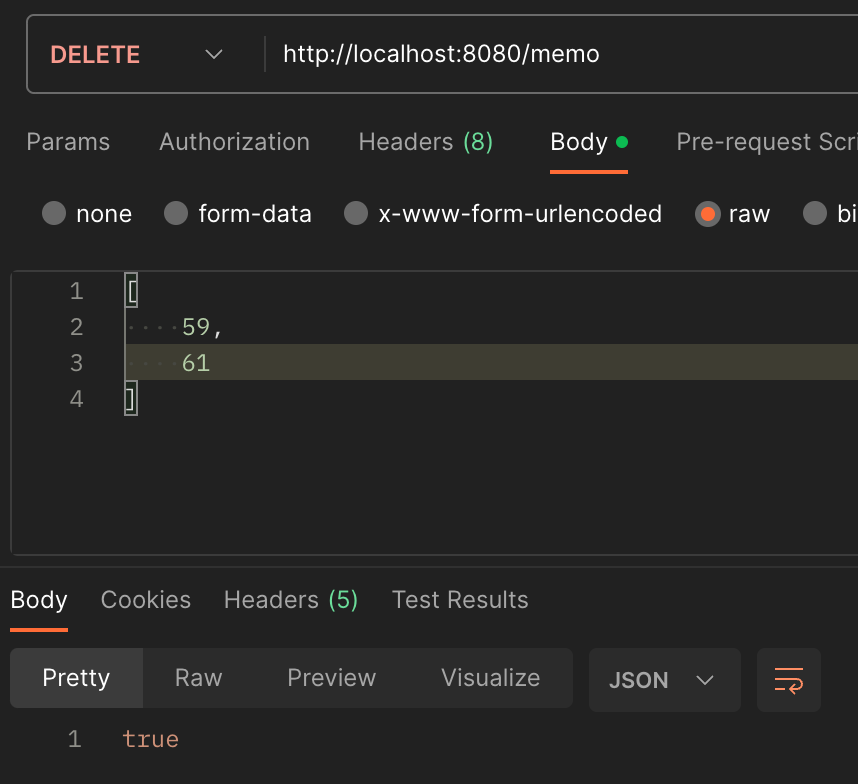 DELETE http://localhost:8080/memo
Params Authorization Headers (8) Body Pre-request Scri
none form-data x-www-form-urlencoded raw bi
1 [
2 ····59,
3 ····61
4 ]
Body Cookies Headers (5) Test Results
Pretty Raw Preview Visualize JSON
1 true